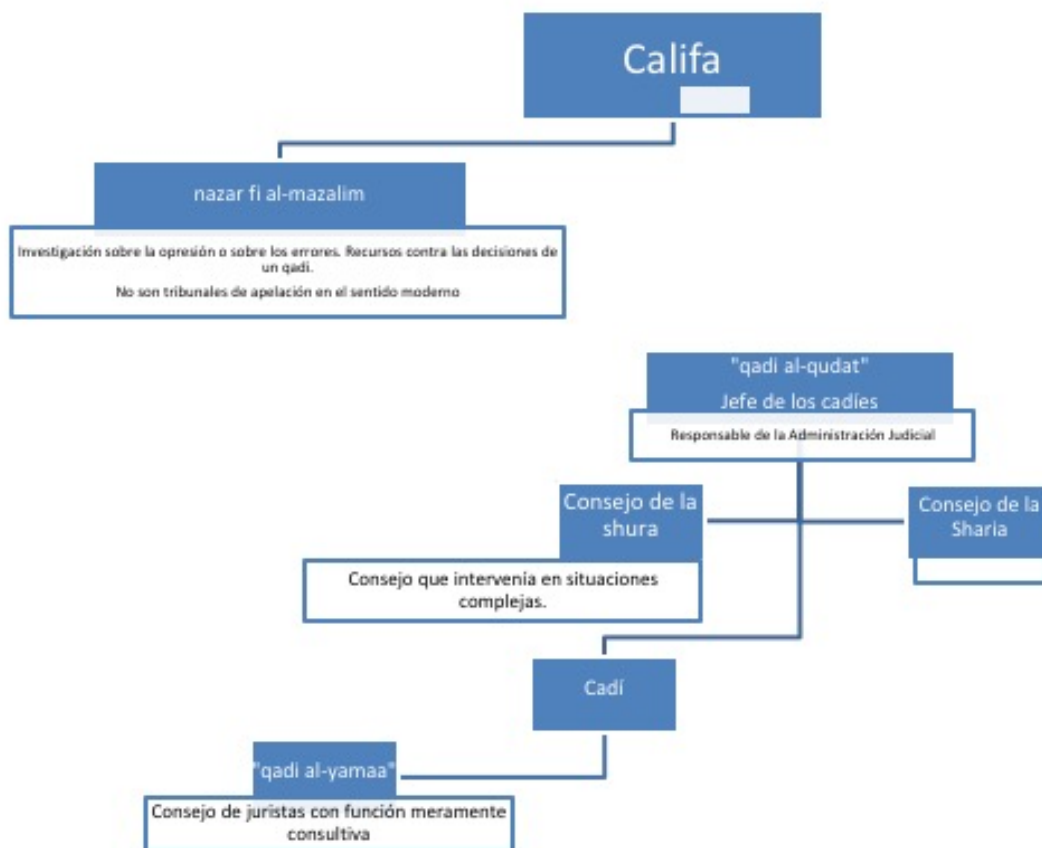 Califa
nazar fi al-mazalim
Investigación sobre la opresión o sobre los errores. Recursos contra las decisiones de
un qadi.
No son tribunales de apelación en el sentido moderno
"qadi al-qudat"
Jefe de los cadíes
Responsable de la Administración Judicial
Consejo de la
shura
Consejo que intervenía en situaciones
complejas.
Consejo de la
Sharia
Cadí
"qadi al-yamaa"
Consejo de juristas con función meramente
consultiva